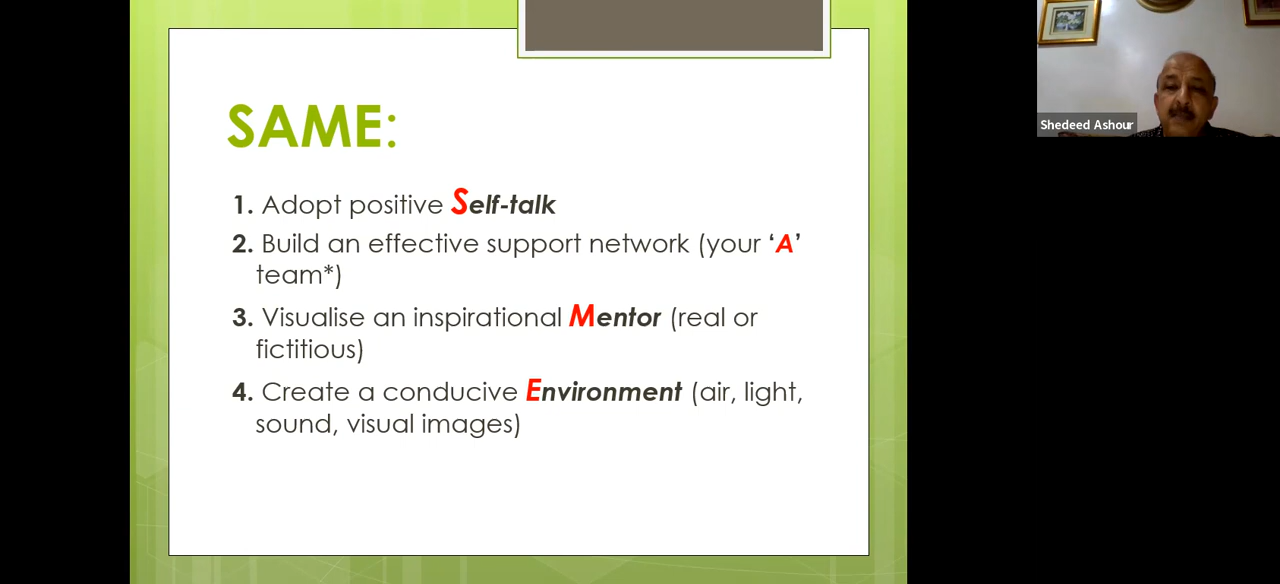 SAME:
1. Adopt positive Self-talk
2. Build an effective support network (your ‘A’
team*)
3. Visualise an inspirational Mentor (real or
fictitious)
4. Create a conducive Environment (air, light,
sound, visual images)
Shedeed Ashour